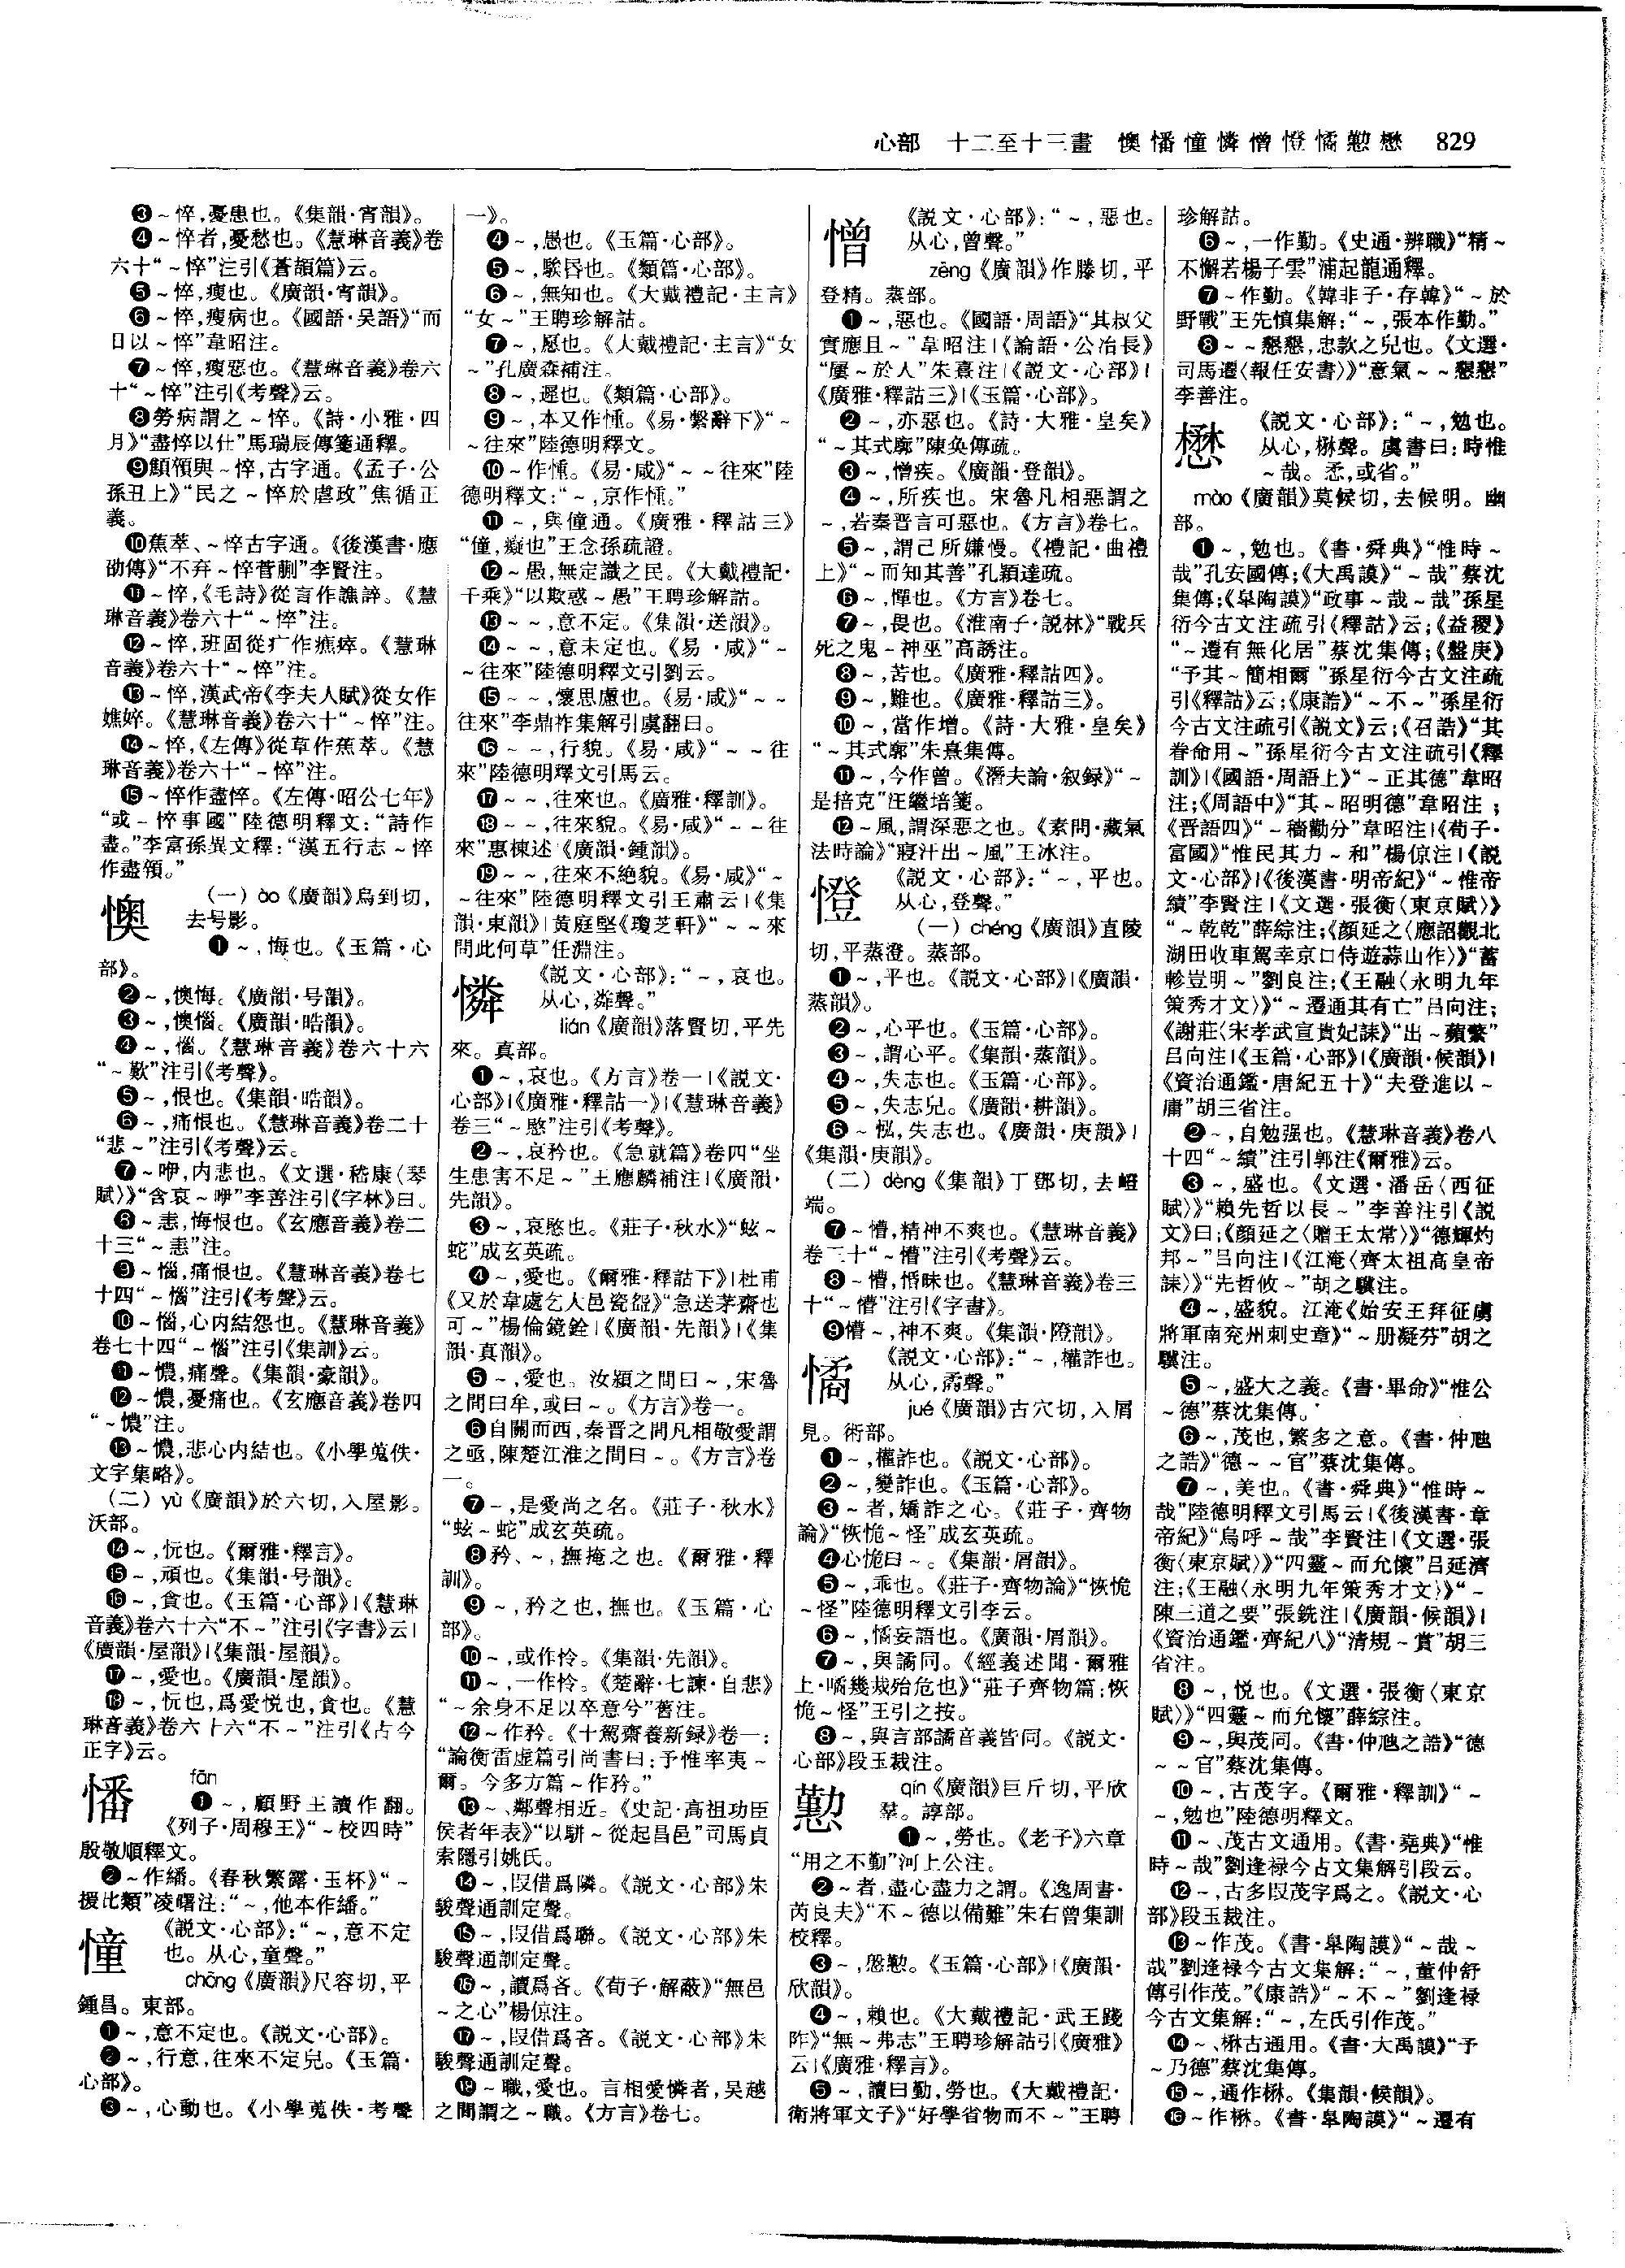 心部　十二至十三畫　懊憣憧憐憎憕憰懃懋　829
❸～悴,憂患也。《集韻·宵韻》。
❹～悴者,憂愁也。《慧琳音義》卷
六十“～悴”注引《蒼頡篇》云。
❺～悴,瘦也。《廣韻·宵韻》。
❻～悴,瘦病也。《國語·吴語》“而
日以～悴”韋昭注。
❼～悴,瘦惡也。《慧琳音義》卷六
十“～悴”注引《考聲》云。
❽勞病謂之～悴。《詩·小雅·四
月》“盡悴以仕”馬瑞辰傳箋通釋。
❾顦顇與～悴,古字通。《孟子·公
孫丑上》“民之～悴於虐政”焦循正
義。
❿蕉萃、～悴古字通。《後漢書·應
劭傳》“不弃～悴菅蒯”李賢注。
⓫～悴,《毛詩》從言作譙誶。《慧
琳音義》卷六十“～悴”注。
⓬～悴,班固從疒作癄瘁。《慧琳
音義》卷六十“～悴”注。
⓭～悴,漢武帝《李夫人賦》從女作
嫶婞。《慧琳音義》卷六十“～悴”注。
⓮～悴,《左傳》從草作蕉萃。《慧
琳音義》卷六十“～悴”注。
⓯～悴作盡悴。《左傳·昭公七年》
“或～悴事國”陸德明釋文:“詩作
盡。”李富孫異文釋:“漢五行志～悴
作盡領。”
懊
（一）ào《廣韻》烏到切,
去号影。
❶～,悔也。《玉篇·心
部》。
❷～,懊悔。《廣韻·号韻》。
❸～,懊惱。《廣韻·晧韻》。
❹～,惱。《慧琳音義》卷六十六
“～歎”注引《考聲》。
❺～,恨也。《集韻·晧韻》。
❻～,痛恨也。《慧琳音義》卷二十
“悲～”注引《考聲》云。
❼～咿,内悲也。《文選·嵇康〈琴
賦〉》“含哀～咿”李善注引《字林》曰。
❽～恚,悔恨也。《玄應音義》卷二
十三“～恚”注。
❾～惱,痛恨也。《慧琳音義》卷七
十四“～惱”注引《考聲》云。
❿～惱,心内結怨也。《慧琳音義》
卷七十四“～惱”注引《集訓》云。
⓫～憹,痛聲。《集韻·豪韻》。
⓬～憹,憂痛也。《玄應音義》卷四
“～憹”注。
⓭～憹,悲心内結也。《小學蒐佚·
文字集略》。
（二）yù《廣韻》於六切,入屋影。
沃部。
⓮～,忨也。《爾雅·釋言》。
⓯～,頑也。《集韻·号韻》。
⓰～,貪也。《玉篇·心部》|《慧琳
音義》卷六十六“不～”注引《字書》云|
《廣韻·屋韻》|《集韻·屋韻》。
⓱～,愛也。《廣韻·屋韻》。
⓲～,忨也,爲愛悦也,貪也。《慧
琳音義》卷六十六“不～”注引《古今
正字》云。
憣
fān
❶～,顧野王讀作翻。
《列子·周穆王》“～校四時”
殷敬順釋文。
❷～作繙。《春秋繁露·玉杯》“～
援比類”凌曙注:“～,他本作繙。”
憧
《説文·心部》:“～,意不定
也。从心,童聲。”
chōng《廣韻》尺容切,平
鍾昌。東部。
❶～,意不定也。《説文·心部》。
❷～,行意,往來不定皃。《玉篇·
心部》。
❸～,心動也。《小學蒐佚·考聲
一》。
❹～,愚也。《玉篇·心部》。
❺～,騃昏也。《類篇·心部》。
❻～,無知也。《大戴禮記·主言》
“女～”王聘珍解詁。
❼～,愿也。《大戴禮記·主言》“女
～”孔廣森補注。
❽～,遲也。《類篇·心部》。
❾～,本又作㥰。《易·繫辭下》“～
～往來”陸德明釋文。
❿～作㥰。《易·咸》“～～往來”陸
德明釋文:“～,京作㥰。”
⓫～,與僮通。《廣雅·釋詁三》
“僮,癡也”王念孫疏證。
⓬～愚,無定識之民。《大戴禮記·
千乘》“以欺惑～愚”王聘珍解詁。
⓭～～,意不定。《集韻·送韻》。
⓮～～,意未定也。《易·咸》“～
～往來”陸德明釋文引劉云。
⓯～～,懷思慮也。《易·咸》“～～
往來”李鼎祚集解引虞翻曰。
⓰～～,行貌。《易·咸》“～～往
來”陸德明釋文引馬云。
⓱～～,往來也。《廣雅·釋訓》。
⓲～～,往來貌。《易·咸》“～～往
來”惠棟述《廣韻·鍾韻》。
⓳～～,往來不絶貌。《易·咸》“～
～往來”陸德明釋文引王肅云|《集
韻·東韻》|黄庭堅《瓊芝軒》“～～來
問此何草”任淵注。
憐
《説文·心部》:“～,哀也。
从心,粦聲。”
lián《廣韻》落賢切,平先
來。真部。
❶～,哀也。《方言》卷一|《説文·
心部》|《廣雅·釋詁一》|《慧琳音義》
卷三“～愍”注引《考聲》。
❷～,哀矜也。《急就篇》卷四“坐
生患害不足～”王應麟補注|《廣韻·
先韻》。
❸～,哀愍也。《莊子·秋水》“蚿～
蛇”成玄英疏。
❹～,愛也。《爾雅·釋詁下》|杜甫
《又於韋處乞大邑瓷盌》“急送茅齋也
可～”楊倫鏡銓|《廣韻·先韻》|《集
韻·真韻》。
❺～,愛也。汝潁之間曰～,宋魯
之間曰牟,或曰～。《方言》卷一。
❻自關而西,秦晋之間凡相敬愛謂
之亟,陳楚江淮之間曰～。《方言》卷
一。
❼～,是愛尚之名。《莊子·秋水》
“蚿～蛇”成玄英疏。
❽矜、～,撫掩之也。《爾雅·釋
訓》。
❾～,矜之也,撫也。《玉篇·心
部》。
❿～,或作怜。《集韻·先韻》。
⓫～,一作怜。《楚辭·七諫·自悲》
“～余身不足以卒意兮”舊注。
⓬～作矜。《十駕齋養新録》卷一:
“論衡雷虚篇引尚書曰:予惟率夷～
爾。今多方篇～作矜。”
⓭～、鄰聲相近。《史記·高祖功臣
侯者年表》“以駢～從起昌邑”司馬貞
索隱引姚氏。
⓮～,叚借爲隣。《説文·心部》朱
駿聲通訓定聲。
⓯～,叚借爲聯。《説文·心部》朱
駿聲通訓定聲。
⓰～,讀爲吝。《荀子·解蔽》“無邑
～之心”楊倞注。
⓱～,叚借爲吝。《説文·心部》朱
駿聲通訓定聲。
⓲～職,愛也。言相愛憐者,吴越
之間謂之～職。《方言》卷七。
憎
《説文·心部》:“～,惡也。
从心,曾聲。”
zēng《廣韻》作滕切,平
登精。蒸部。
❶～,惡也。《國語·周語》“其叔父
實應且～”韋昭注|《論語·公冶長》
“屢～於人”朱熹注|《説文·心部》|
《廣雅·釋詁三》|《玉篇·心部》。
❷～,亦惡也。《詩·大雅·皇矣》
“～其式廓”陳奂傳疏。
❸～,憎疾。《廣韻·登韻》。
❹～,所疾也。宋魯凡相惡謂之
～,若秦晋言可惡也。《方言》卷七。
❺～,謂己所嫌慢。《禮記·曲禮
上》“～而知其善”孔穎達疏。
❻～,憚也。《方言》卷七。
❼～,畏也。《淮南子·説林》“戰兵
死之鬼～神巫”高誘注。
❽～,苦也。《廣雅·釋詁四》。
❾～,難也。《廣雅·釋詁三》。
❿～,當作增。《詩·大雅·皇矣》
“～其式廓”朱熹集傳。
⓫～,今作曾。《潛夫論·叙録》“～
是掊克”汪繼培箋。
⓬～風,謂深惡之也。《素問·藏氣
法時論》“寢汗出～風”王冰注。
憕
《説文·心部》:“～,平也。
从心,登聲。”
（一）chéng《廣韻》直陵
切,平蒸澄。蒸部。
❶～,平也。《説文·心部》|《廣韻·
蒸韻》。
❷～,心平也。《玉篇·心部》。
❸～,謂心平。《集韻·蒸韻》。
❹～,失志也。《玉篇·心部》。
❺～,失志皃。《廣韻·耕韻》。
❻～㤨,失志也。《廣韻·庚韻》|
《集韻·庚韻》。
（二）dèng《集韻》丁鄧切,去嶝
端。
❼～懵,精神不爽也。《慧琳音義》
卷二十“～懵”注引《考聲》云。
❽～懵,惛昧也。《慧琳音義》卷三
十“～懵”注引《字書》。
❾懵～,神不爽。《集韻·隥韻》。
憰
《説文·心部》:“～,權詐也。
从心,矞聲。”
jué《廣韻》古穴切,入屑
見。術部。
❶～,權詐也。《説文·心部》。
❷～,變詐也。《玉篇·心部》。
❸～者,矯詐之心。《莊子·齊物
論》“恢恑～怪”成玄英疏。
❹心恑曰～。《集韻·屑韻》。
❺～,乖也。《莊子·齊物論》“恢恑
～怪”陸德明釋文引李云。
❻～,憰妄語也。《廣韻·屑韻》。
❼～,與譎同。《經義述聞·爾雅
上·噊幾烖殆危也》“莊子齊物篇:恢
恑～怪”王引之按。
❽～,與言部譎音義皆同。《説文·
心部》段玉裁注。
懃
qín《廣韻》巨斤切,平欣
羣。諄部。
❶～,勞也。《老子》六章
“用之不勤”河上公注。
❷～者,盡心盡力之謂。《逸周書·
芮良夫》“不～德以備難”朱右曾集訓
校釋。
❸～,慇懃。《玉篇·心部》|《廣韻·
欣韻》。
❹～,賴也。《大戴禮記·武王踐
阼》“無～弗志”王聘珍解詁引《廣雅》
云|《廣雅·釋言》。
❺～,讀曰勤,勞也。《大戴禮記·
衛將軍文子》“好學省物而不～”王聘
珍解詁。
❻～,一作勤。《史通·辨職》“精～
不懈若楊子雲”浦起龍通釋。
❼～作勤。《韓非子·存韓》“～於
野戰”王先慎集解:“～,張本作勤。”
❽～～懇懇,忠款之皃也。《文選·
司馬遷〈報任安書〉》“意氣～～懇懇”
李善注。
懋
《説文·心部》:“～,勉也。
从心,楙聲。虞書曰:時惟
～哉。悉,或省。”
mào《廣韻》莫候切,去候明。幽
部。
❶～,勉也。《書·舜典》“惟時～
哉”孔安國傳;《大禹謨》“～哉”蔡沈
集傳;《皋陶謨》“政事～哉～哉”孫星
衍今古文注疏引《釋詁》云;《益稷》
“～遷有無化居”蔡沈集傳;《盤庚》
“予其～簡相爾”孫星衍今古文注疏
引《釋詁》云;《康誥》“～不～”孫星衍
今古文注疏引《説文》云;《召誥》“其
眷命用～”孫星衍今古文注疏引《釋
訓》|《國語·周語上》“～正其德”韋昭
注;《周語中》“其～昭明德”韋昭注;
《晋語四》“～穡勸分”韋昭注|《荀子·
富國》“惟民其力～和”楊倞注|《説
文·心部》|《後漢書·明帝紀》“～惟帝
績”李賢注|《文選·張衡〈東京賦〉》
“～乾乾”薛綜注;《顔延之〈應詔觀北
湖田收車駕幸京口侍遊蒜山作〉》“蓄
軫豈明～”劉良注;《王融〈永明九年
策秀才文〉》“～遷通其有亡”吕向注;
《謝莊〈宋孝武宣貴妃誄〉》“出～蘋蘩”
吕向注|《玉篇·心部》|《廣韻·候韻》|
《資治通鑑·唐紀五十》“夫登進以～
庸”胡三省注。
❷～,自勉强也。《慧琳音義》卷八
十四“～績”注引郭注《爾雅》云。
❸～,盛也。《文選·潘岳〈西征
賦〉》“賴先哲以長～”李善注引《説
文》曰;《顔延之〈贈王太常〉》“德輝灼
邦～”吕向注|《江淹〈齊太祖高皇帝
誄〉》“先哲攸～”胡之驥注。
❹～,盛貌。江淹《始安王拜征虜
將軍南兖州刺史章》“～册凝芬”胡之
驥注。
❺～,盛大之義。《書·畢命》“惟公
～德”蔡沈集傳。
❻～,茂也,繁多之意。《書·仲虺
之誥》“德～～官”蔡沈集傳。
❼～,美也。《書·舜典》“惟時～
哉”陸德明釋文引馬云|《後漢書·章
帝紀》“烏呼～哉”李賢注|《文選·張
衡〈東京賦〉》“四靈～而允懷”吕延濟
注;《王融〈永明九年策秀才文〉》“～
陳三道之要”張銑注|《廣韻·候韻》|
《資治通鑑·齊紀八》“清規～賞”胡三
省注。
❽～,悦也。《文選·張衡〈東京
賦〉》“四靈～而允懷”薛綜注。
❾～,與茂同。《書·仲虺之誥》“德
～～官”蔡沈集傳。
❿～,古茂字。《爾雅·釋訓》“～
～,勉也”陸德明釋文。
⓫～、茂古文通用。《書·堯典》“惟
時～哉”劉逢禄今古文集解引段云。
⓬～,古多叚茂字爲之。《説文·心
部》段玉裁注。
⓭～作茂。《書·皋陶謨》“～哉～
哉”劉逢禄今古文集解:“～,董仲舒
傳引作茂。”《康誥》“～不～”劉逢禄
今古文集解:“～,左氏引作茂。”
⓮～、楙古通用。《書·大禹謨》“予
～乃德”蔡沈集傳。
⓯～,通作楙。《集韻·候韻》。
⓰～作楙。《書·皋陶謨》“～遷有